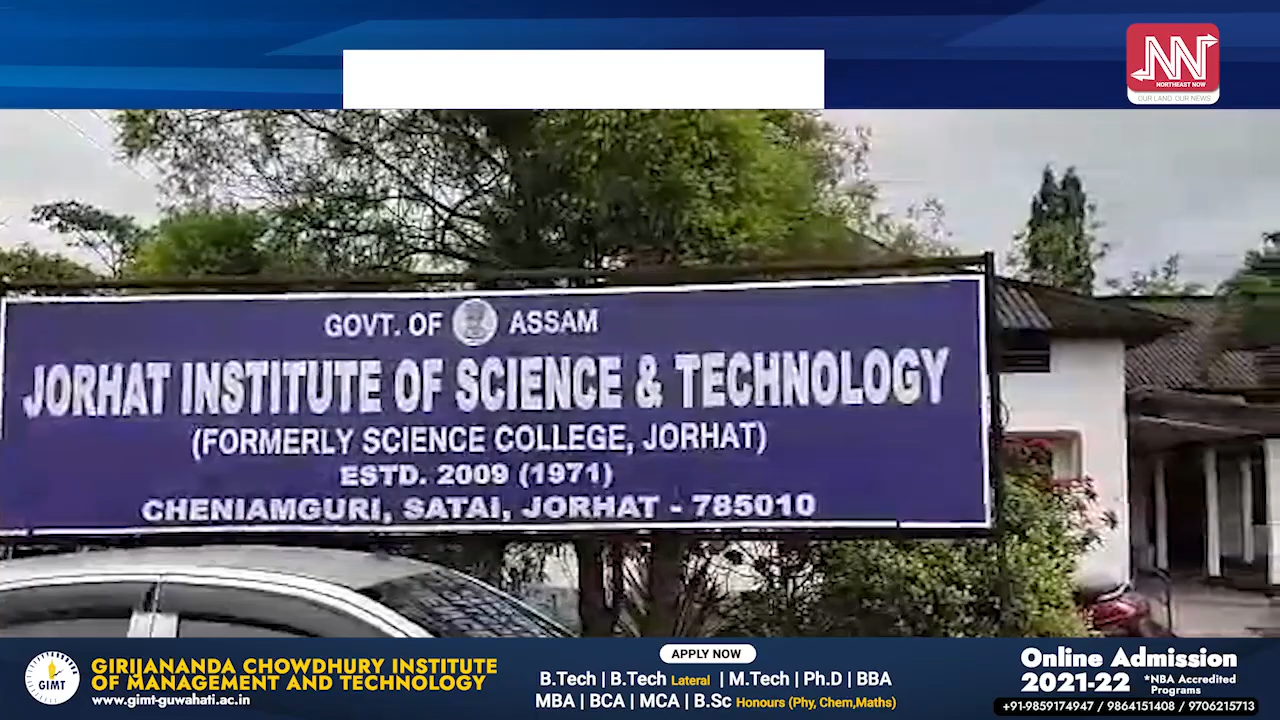 NN
NORTHEAST NOW
OUR LAND. OUR NEWS
GOVT. OF ASSAM
JORHAT INSTITUTE OF SCIENCE & TECHNOLOGY
(FORMERLY SCIENCE COLLEGE, JORHAT)
ESTD. 2009 (1971)
CHENIAMGURI, SATAI, JORHAT - 785010
GIMT
GIRIJANANDA CHOWDHURY INSTITUTE
OF MANAGEMENT AND TECHNOLOGY
www.gimt-guwahati.ac.in
APPLY NOW
B.Tech | B.Tech Lateral | M.Tech | Ph.D | BBA
MBA | BCA | MCA | B.Sc Honours (Phy, Chem,Maths)
Online Admission
2021-22 *NBA Accredited
Programs
+91-9859174947 / 9864151408 / 9706215713